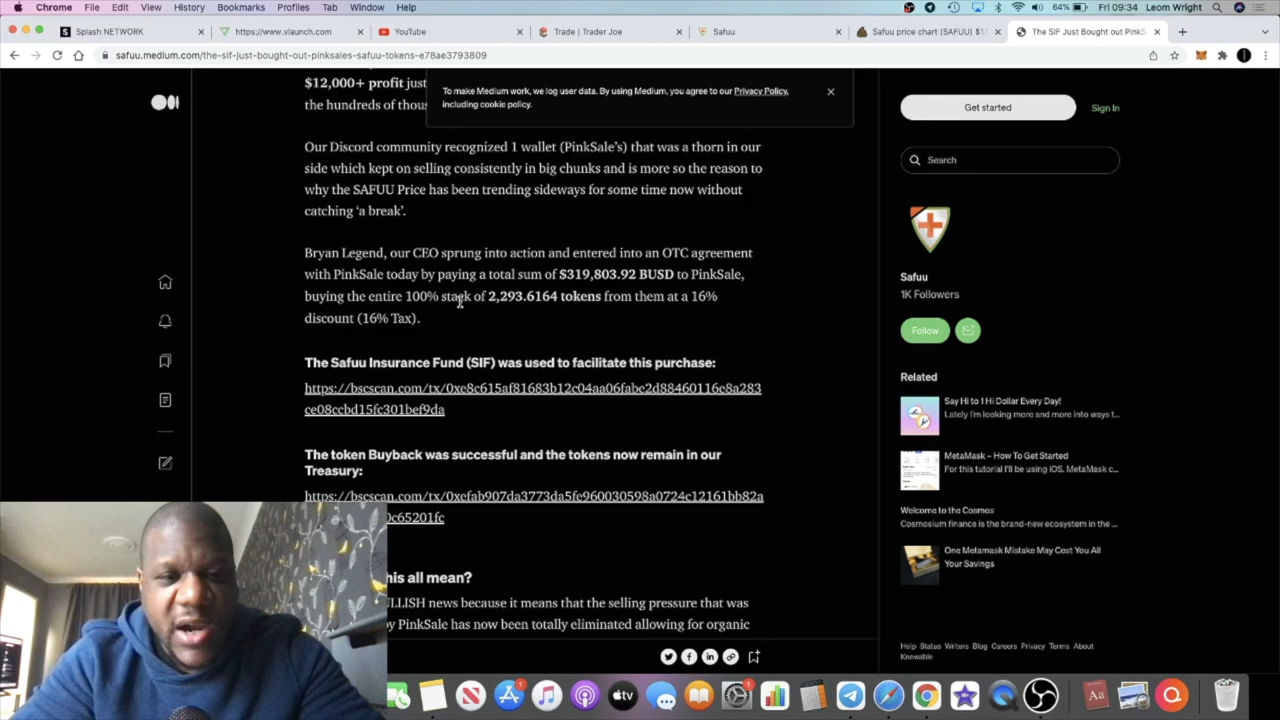 Chrome File Edit View History Bookmarks Profiles Tab Window Help 64% Fri 09:34 Leom Wright
Splash NETWORK https://www.vlaunch.com YouTube Trade | Trader Joe Safuu Safuu price chart (SAFUU) The SIF Just Bought out PinkS
safuu.medium.com/the-sif-just-bought-out-pinksales-safuu-tokens-e78ae3793809
$12,000+ profit just
the hundreds of thous
To make Medium work, we log user data. By using Medium, you agree to our Privacy Policy,
including cookie policy.
Get started Sign In
Search
Our Discord community recognized 1 wallet (PinkSale’s) that was a thorn in our
side which kept on selling consistently in big chunks and is more so the reason to
why the SAFUU Price has been trending sideways for some time now without
catching ‘a break’.
Bryan Legend, our CEO sprung into action and entered into an OTC agreement
with PinkSale today by paying a total sum of $319,803.92 BUSD to PinkSale,
buying the entire 100% stack of 2,293.6164 tokens from them at a 16%
discount (16% Tax).
The Safuu Insurance Fund (SIF) was used to facilitate this purchase:
https://bscscan.com/tx/0xe8c615af81683b12c04aa06fabe2d88460116e8a283
ce08ccbd15fc301bef9da
The token Buyback was successful and the tokens now remain in our
Treasury:
https://bscscan.com/tx/0xefab907da3773da5fe960030598a0724c12161bb82a
0c65201fc
his all mean?
ULLISH news because it means that the selling pressure that was
by PinkSale has now been totally eliminated allowing for organic
Safuu
1K Followers
Follow
Related
Say Hi to 1 Hi Dollar Every Day!
Lately I'm looking more and more into ways t...
MetaMask – How To Get Started
For this tutorial I'll be using iOS. MetaMask c...
Welcome to the Cosmos
Cosmosium finance is the brand-new ecosystem in the ...
One Metamask Mistake May Cost You All
Your Savings
Help Status Writers Blog Careers Privacy Terms About
Knowable